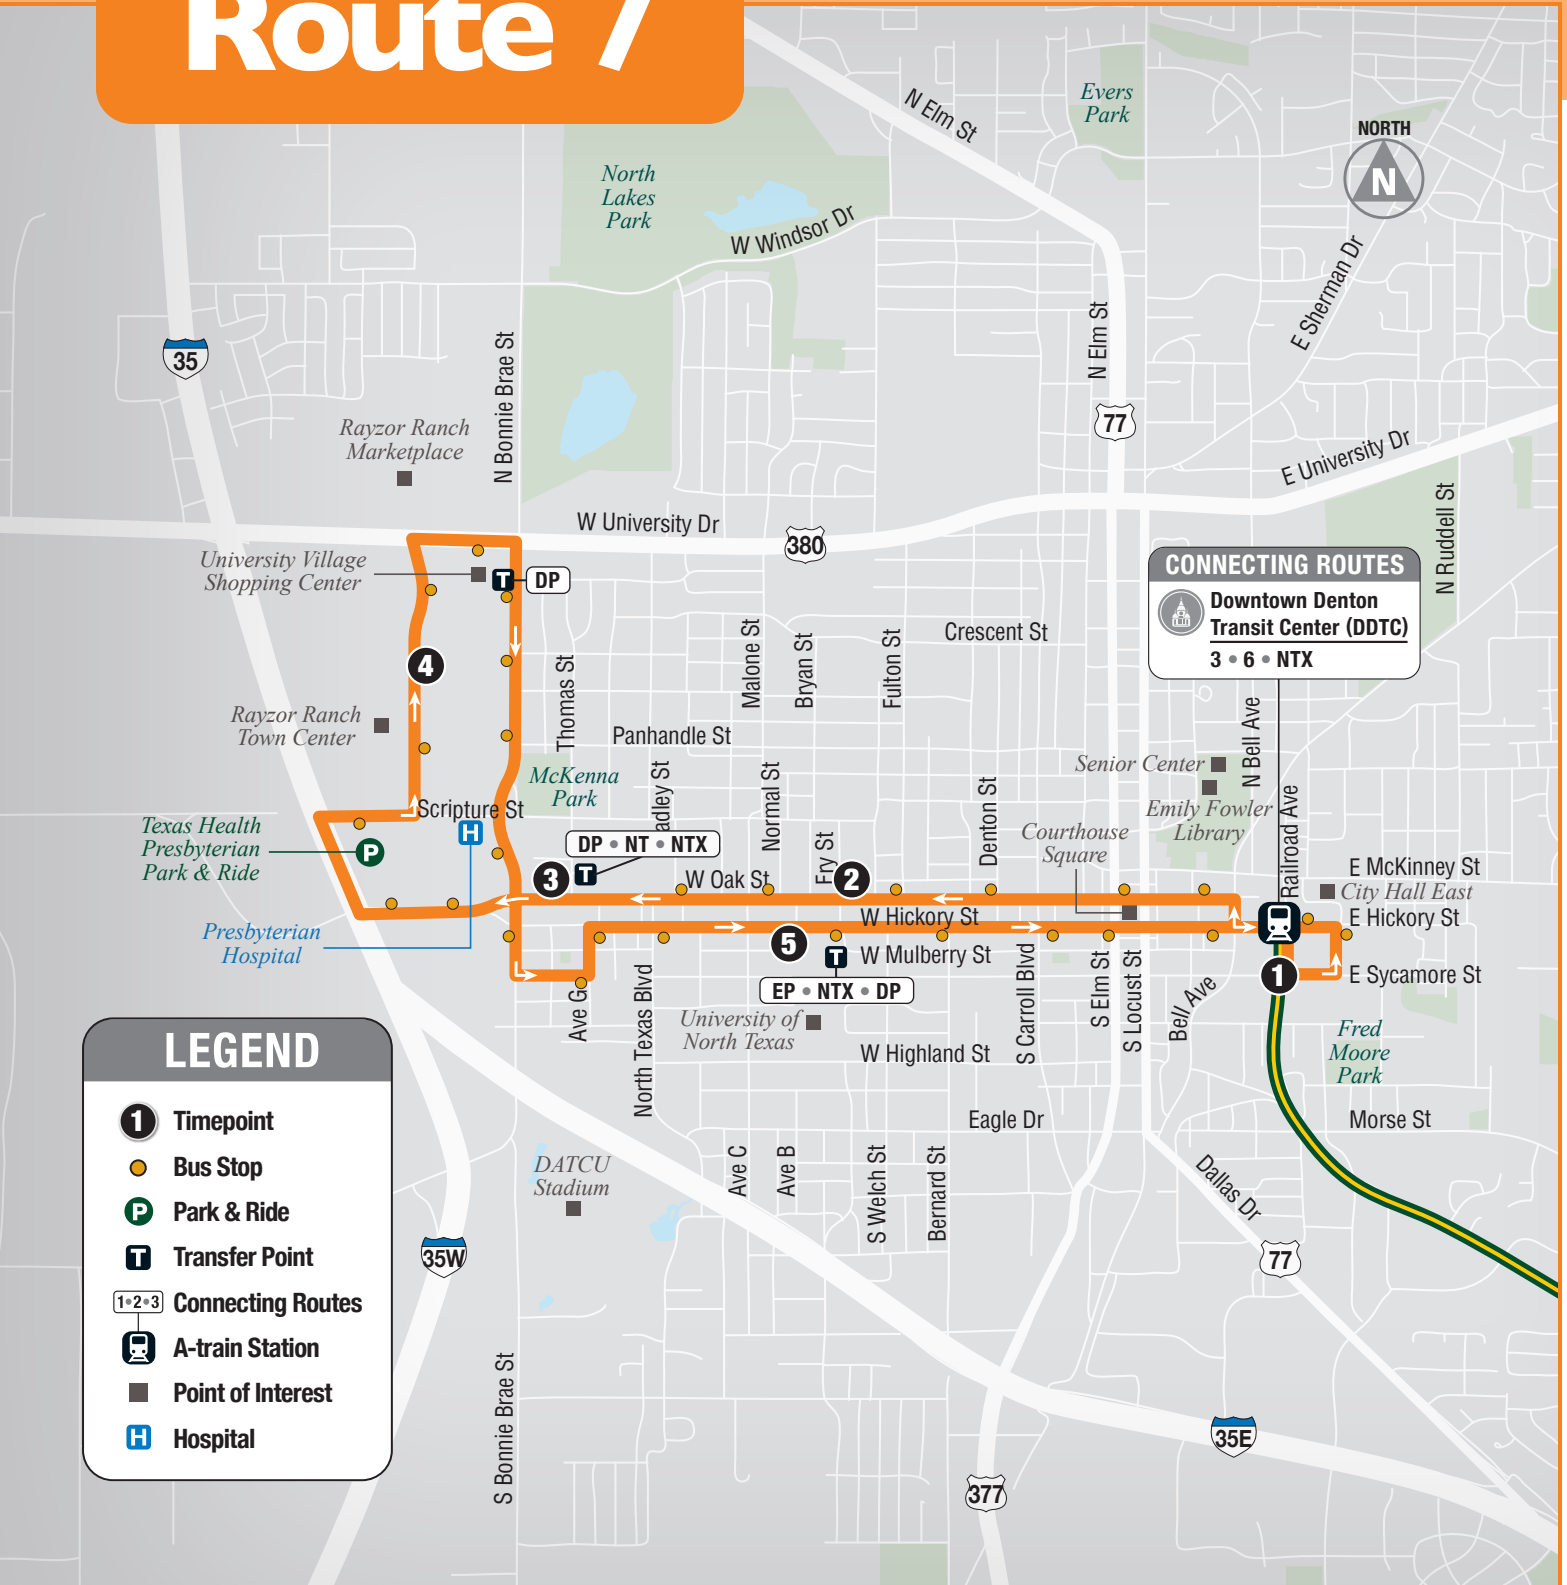 Route 7
N Elm St
Evers
Park
NORTH
N
North
Lakes
Park
W Windsor Dr
E Sherman Dr
35
N Bonnie Brae St
N Elm St
77
Rayzor Ranch
Marketplace
E University Dr
W University Dr
380
N Ruddell St
University Village
Shopping Center
T
DP
CONNECTING ROUTES
Downtown Denton
Transit Center (DDTC)
3 • 6 • NTX
Crescent St
Malone St
Bryan St
Fulton St
Thomas St
4
Rayzor Ranch
Town Center
Panhandle St
N Bell Ave
Senior Center
McKenna
Park
adley St
Normal St
Denton St
Emily Fowler
Library
Railroad Ave
Scripture St
H
Texas Health
Presbyterian
Park & Ride
P
DP • NT • NTX
Fry St
Courthouse
Square
E McKinney St
3
T
W Oak St
2
City Hall East
W Hickory St
E Hickory St
Presbyterian
Hospital
5
T
W Mulberry St
1
E Sycamore St
EP • NTX • DP
Ave G
North Texas Blvd
S Carroll Blvd
S Elm St
S Locust St
Bell Ave
University of
North Texas
W Highland St
Fred
Moore
Park
Eagle Dr
Morse St
DATCU
Stadium
Ave C
Ave B
S Welch St
Bernard St
Dallas Dr
77
35W
S Bonnie Brae St
35E
377
LEGEND
1 Timepoint
Bus Stop
P Park & Ride
T Transfer Point
1•2•3 Connecting Routes
A-train Station
Point of Interest
H Hospital